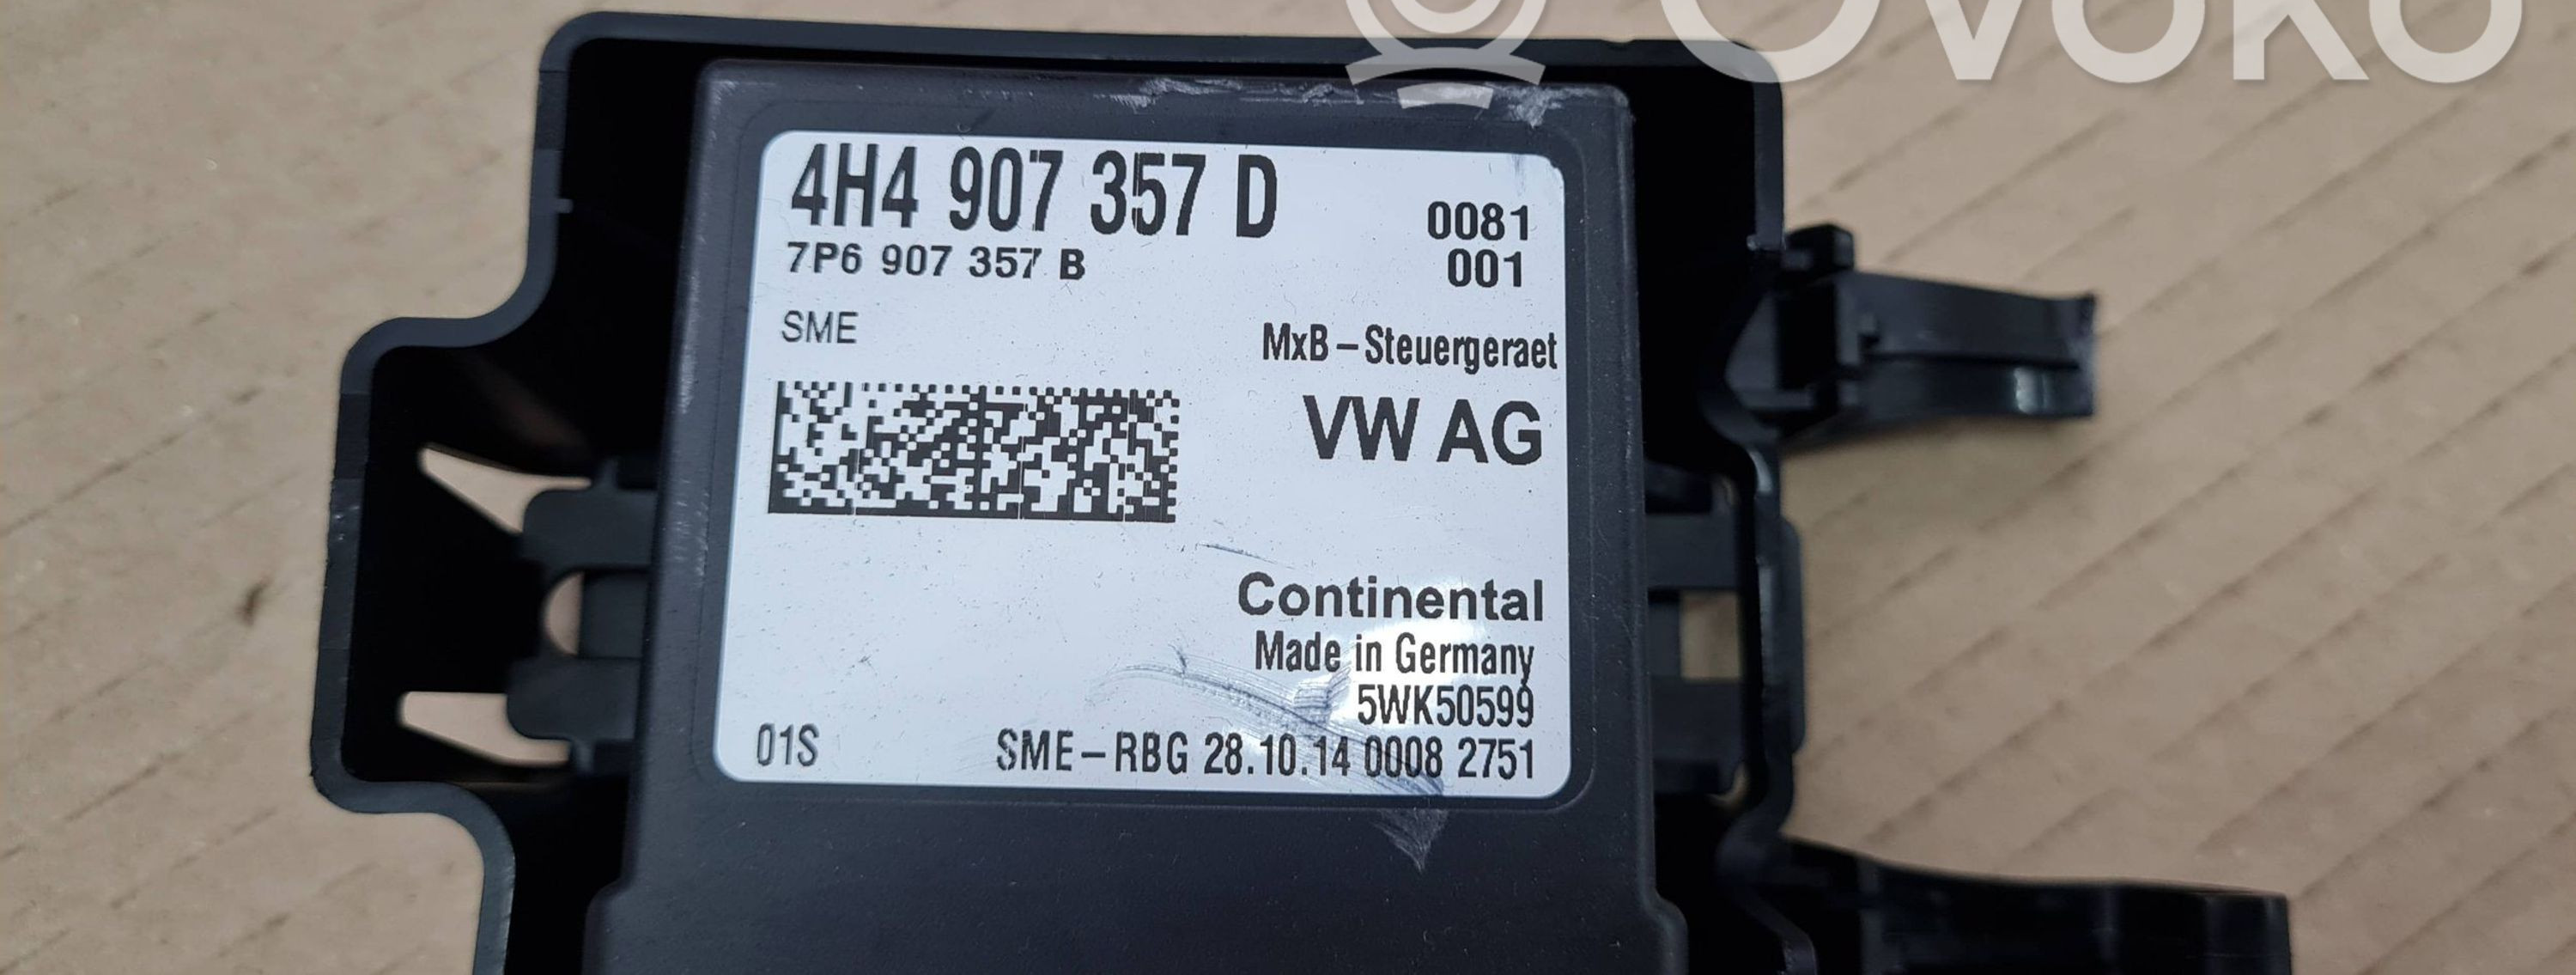 OVOKO
4H4 907 357 D
0081
7P6 907 357 B
001
SME
MxB-Steuergeraet
VW AG
Continental
Made in Germany
5WK50599
01S
SME-RBG 28.10.14 0008 2751